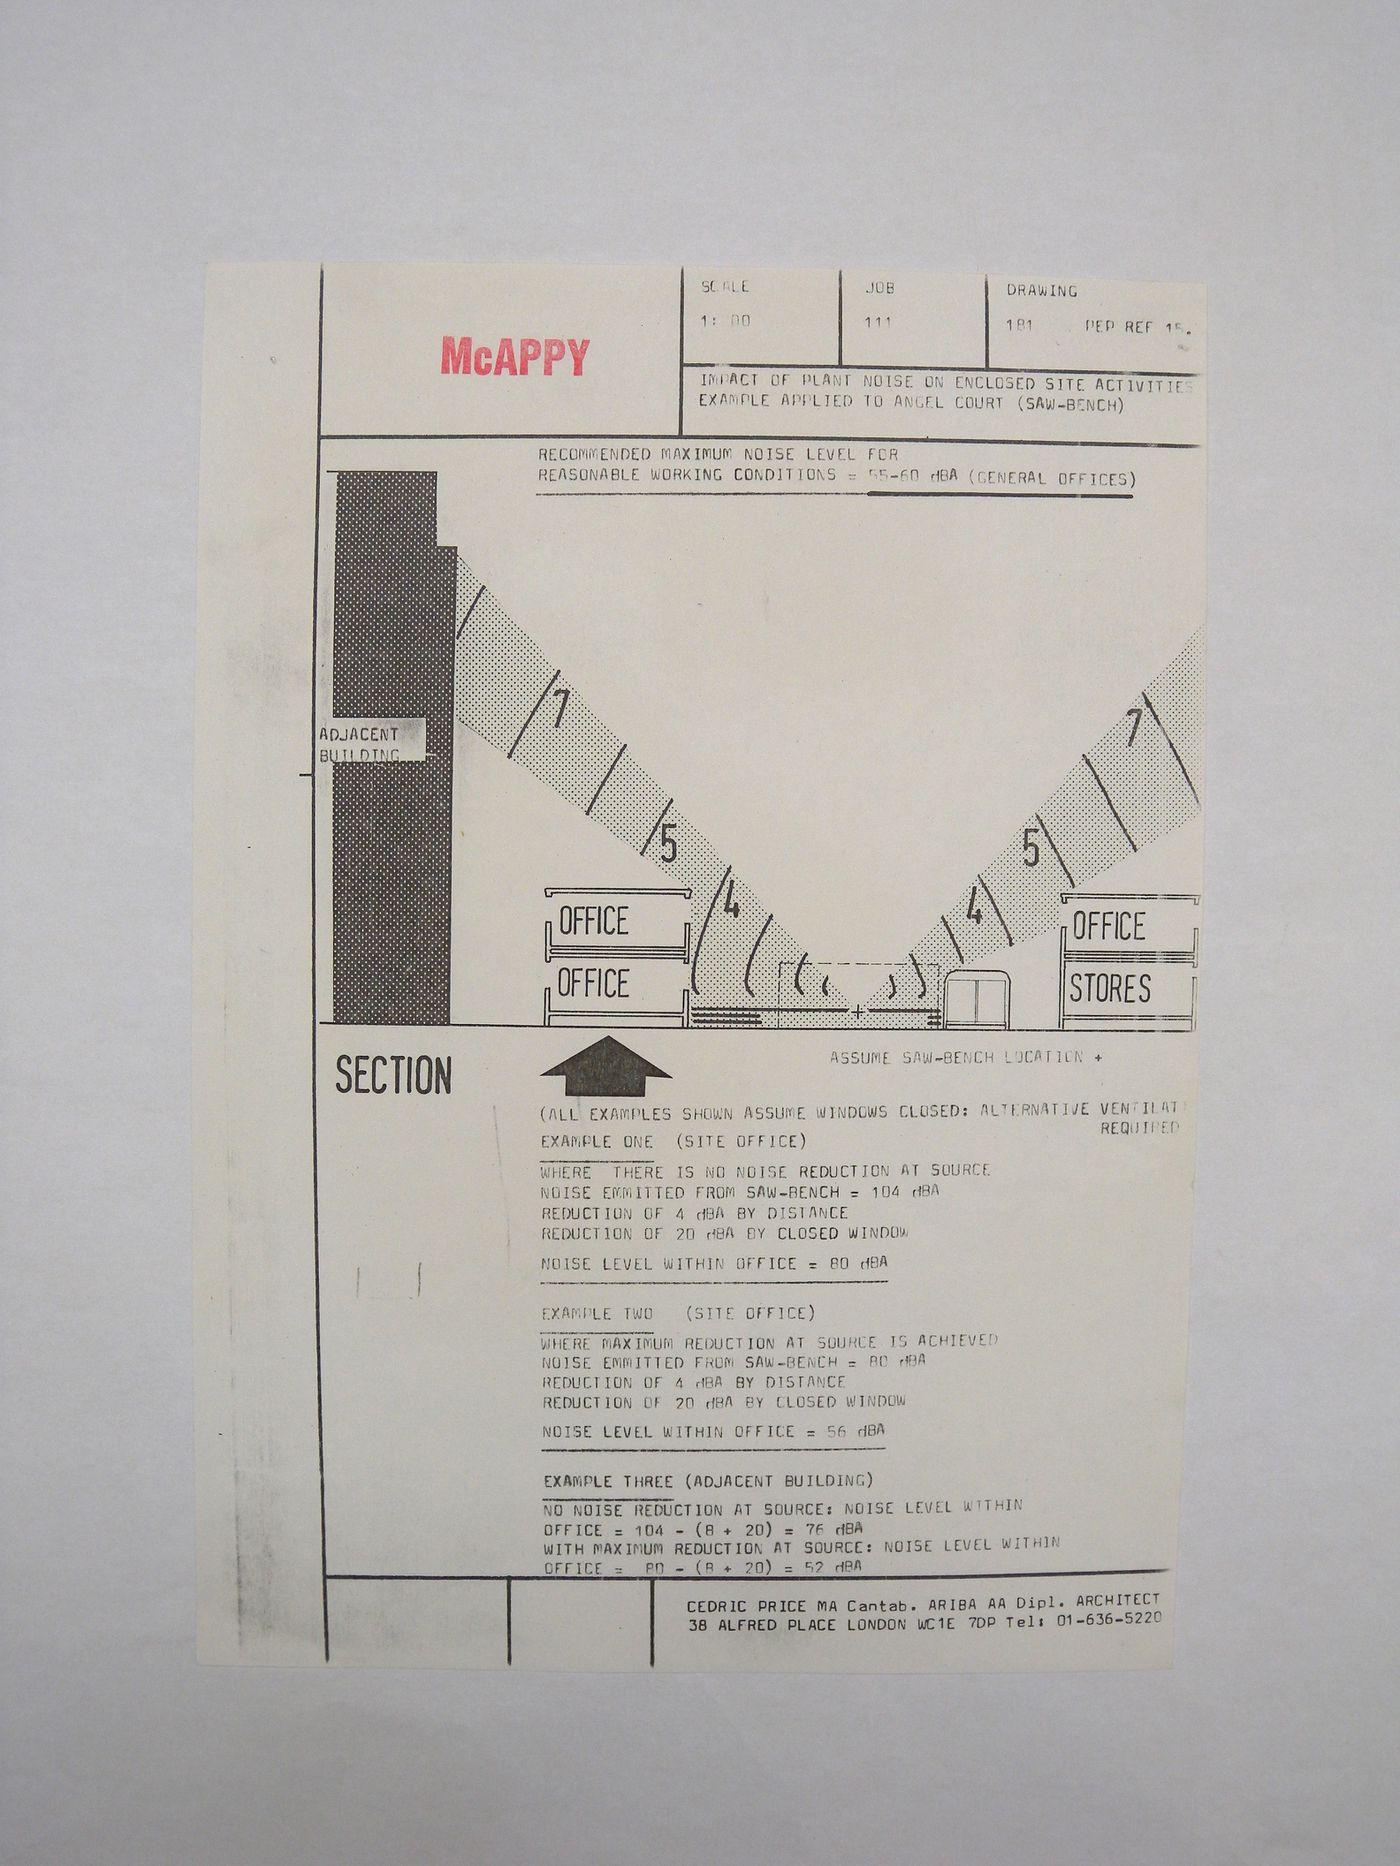 McAPPY
SCALE
JOB
DRAWING
111
181 PEP REF 15.
IMPACT OF PLANT NOISE ON ENCLOSED SITE ACTIVITIES
EXAMPLE APPLIED TO ANGEL COURT (SAW-BENCH)
RECOMMENDED MAXIMUM NOISE LEVEL FOR
REASONABLE WORKING CONDITIONS = 55-60 dBA (GENERAL OFFICES)
ADJACENT
BUILDING
7
5
4
7
5
4
OFFICE
OFFICE
OFFICE
STORES
+
SECTION
ASSUME SAW-BENCH LOCATION +
(ALL EXAMPLES SHOWN ASSUME WINDOWS CLOSED: ALTERNATIVE VENTILAT
REQUIRED
EXAMPLE ONE (SITE OFFICE)
WHERE THERE IS NO NOISE REDUCTION AT SOURCE
NOISE EMMITTED FROM SAW-BENCH = 104 dBA
REDUCTION OF 4 dBA BY DISTANCE
REDUCTION OF 20 dBA BY CLOSED WINDOW
NOISE LEVEL WITHIN OFFICE = 80 dBA
EXAMPLE TWO (SITE OFFICE)
WHERE MAXIMUM REDUCTION AT SOURCE IS ACHIEVED
NOISE EMMITTED FROM SAW-BENCH = 80 dBA
REDUCTION OF 4 dBA BY DISTANCE
REDUCTION OF 20 dBA BY CLOSED WINDOW
NOISE LEVEL WITHIN OFFICE = 56 dBA
EXAMPLE THREE (ADJACENT BUILDING)
NO NOISE REDUCTION AT SOURCE: NOISE LEVEL WITHIN
OFFICE = 104 - (8 + 20) = 76 dBA
WITH MAXIMUM REDUCTION AT SOURCE: NOISE LEVEL WITHIN
OFFICE = 80 - (8 + 20) = 52 dBA
CEDRIC PRICE MA Cantab. ARIBA AA Dipl. ARCHITECT
38 ALFRED PLACE LONDON WC1E 7DP Tel: 01-636-5220